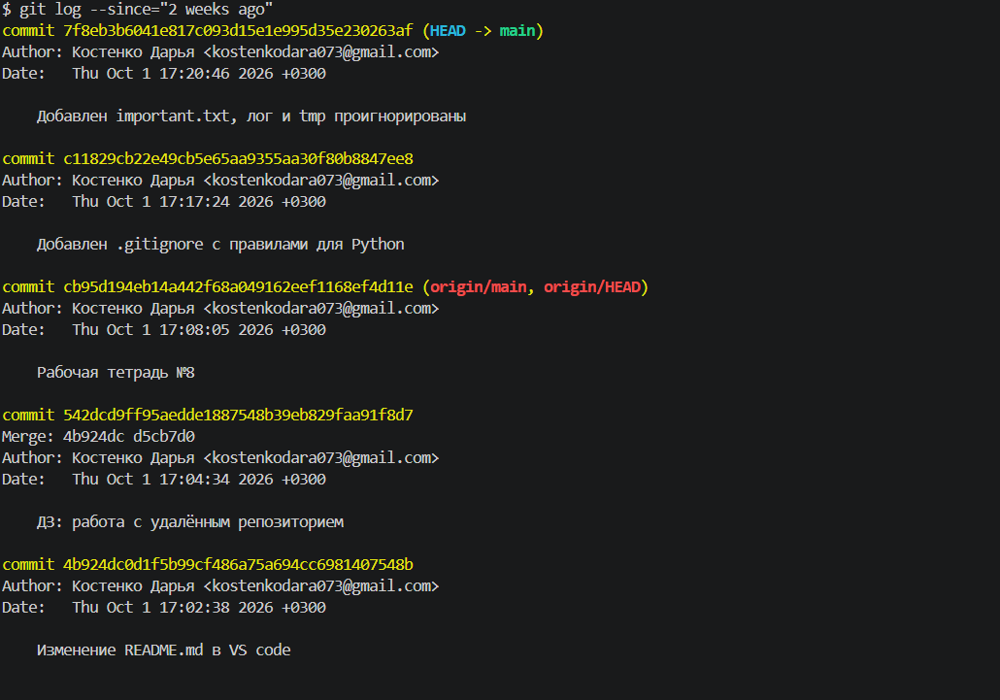 $ git log --since="2 weeks ago"
commit 7f8eb3b6041e817c093d15e1e995d35e230263af (HEAD -> main)
Author: Костенко Дарья <kostenkodara073@gmail.com>
Date:   Thu Oct 1 17:20:46 2026 +0300
Добавлен important.txt, лог и tmp проигнорированы
commit c11829cb22e49cb5e65aa9355aa30f80b8847ee8
Author: Костенко Дарья <kostenkodara073@gmail.com>
Date:   Thu Oct 1 17:17:24 2026 +0300
Добавлен .gitignore с правилами для Python
commit cb95d194eb14a442f68a049162eef1168ef4d11e (origin/main, origin/HEAD)
Author: Костенко Дарья <kostenkodara073@gmail.com>
Date:   Thu Oct 1 17:08:05 2026 +0300
Рабочая тетрадь №8
commit 542dcd9ff95aedde1887548b39eb829faa91f8d7
Merge: 4b924dc d5cb7d0
Author: Костенко Дарья <kostenkodara073@gmail.com>
Date:   Thu Oct 1 17:04:34 2026 +0300
ДЗ: работа с удалённым репозиторием
commit 4b924dc0d1f5b99cf486a75a694cc6981407548b
Author: Костенко Дарья <kostenkodara073@gmail.com>
Date:   Thu Oct 1 17:02:38 2026 +0300
Изменение README.md в VS code